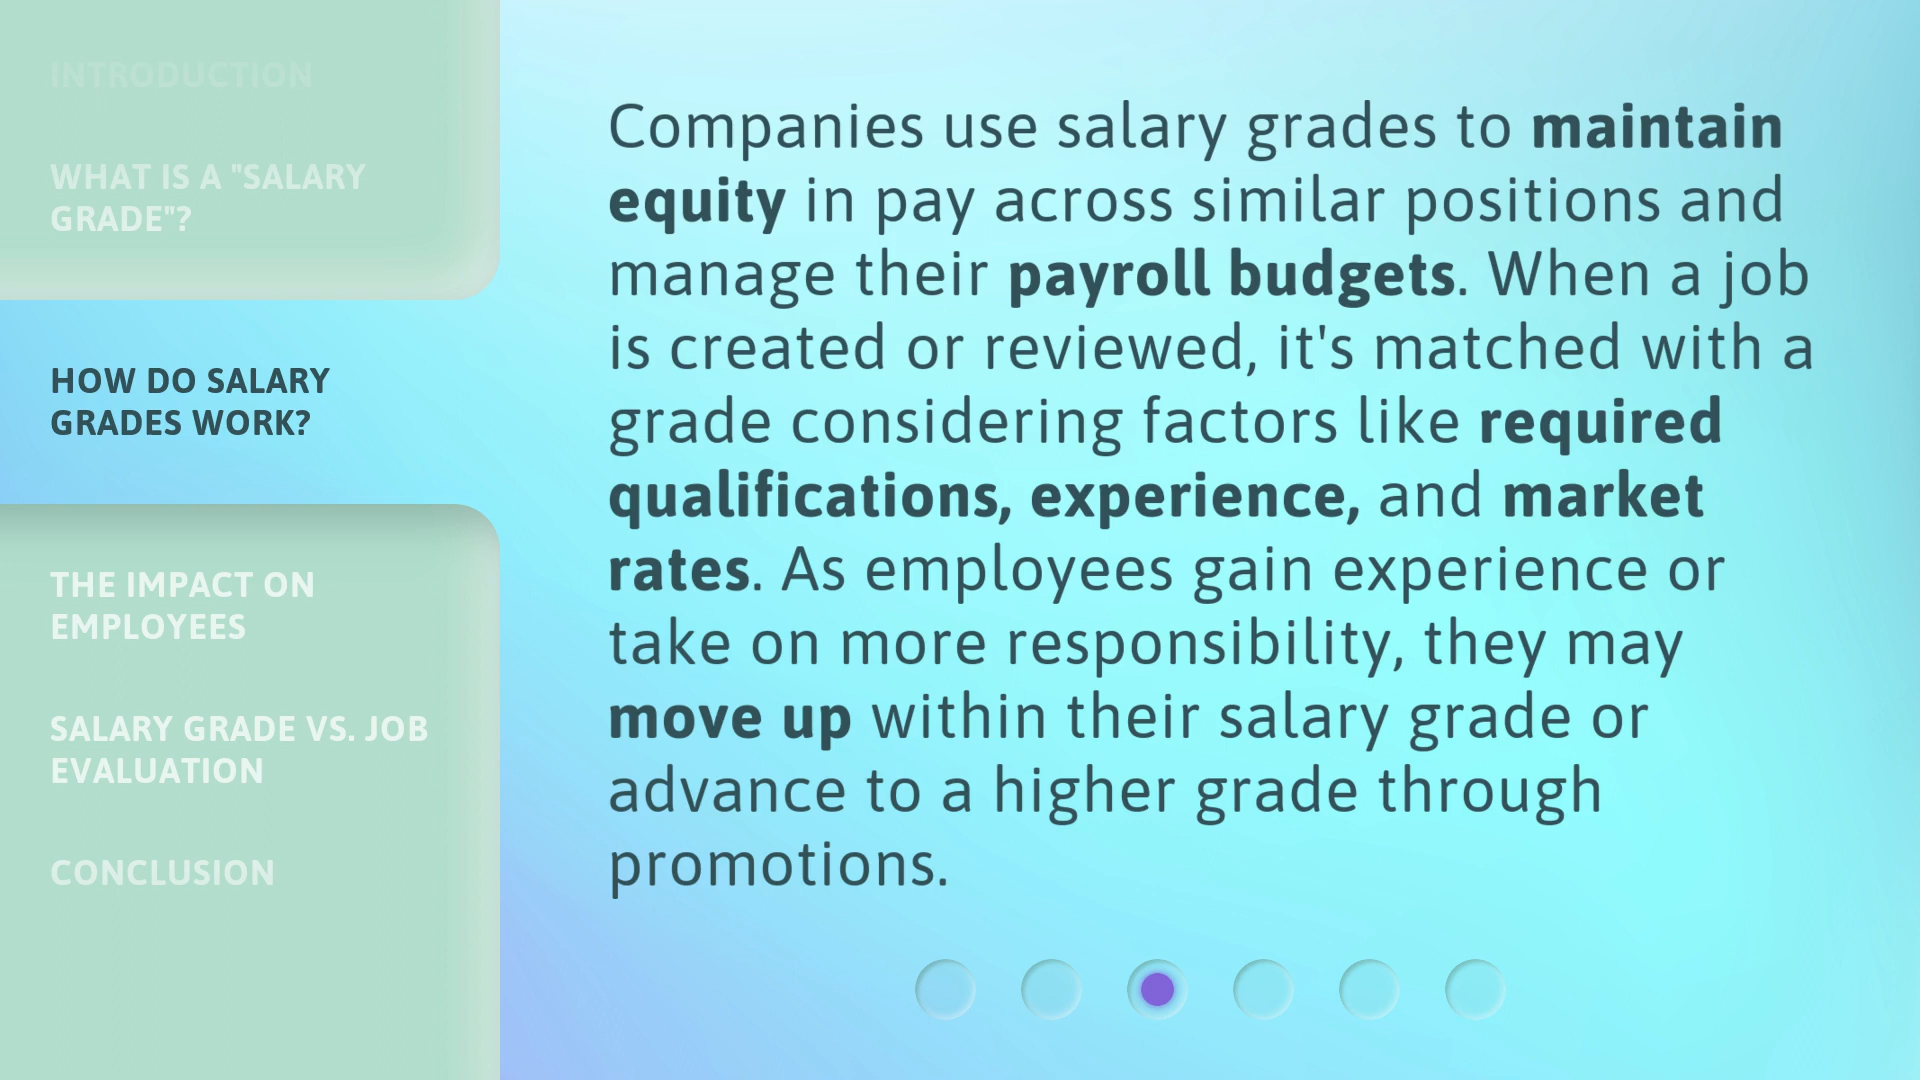 INTRODUCTION
WHAT IS A "SALARY
GRADE"?
HOW DO SALARY
GRADES WORK?
THE IMPACT ON
EMPLOYEES
SALARY GRADE VS. JOB
EVALUATION
CONCLUSION
Companies use salary grades to maintain
equity in pay across similar positions and
manage their payroll budgets. When a job
is created or reviewed, it's matched with a
grade considering factors like required
qualifications, experience, and market
rates. As employees gain experience or
take on more responsibility, they may
move up within their salary grade or
advance to a higher grade through
promotions.